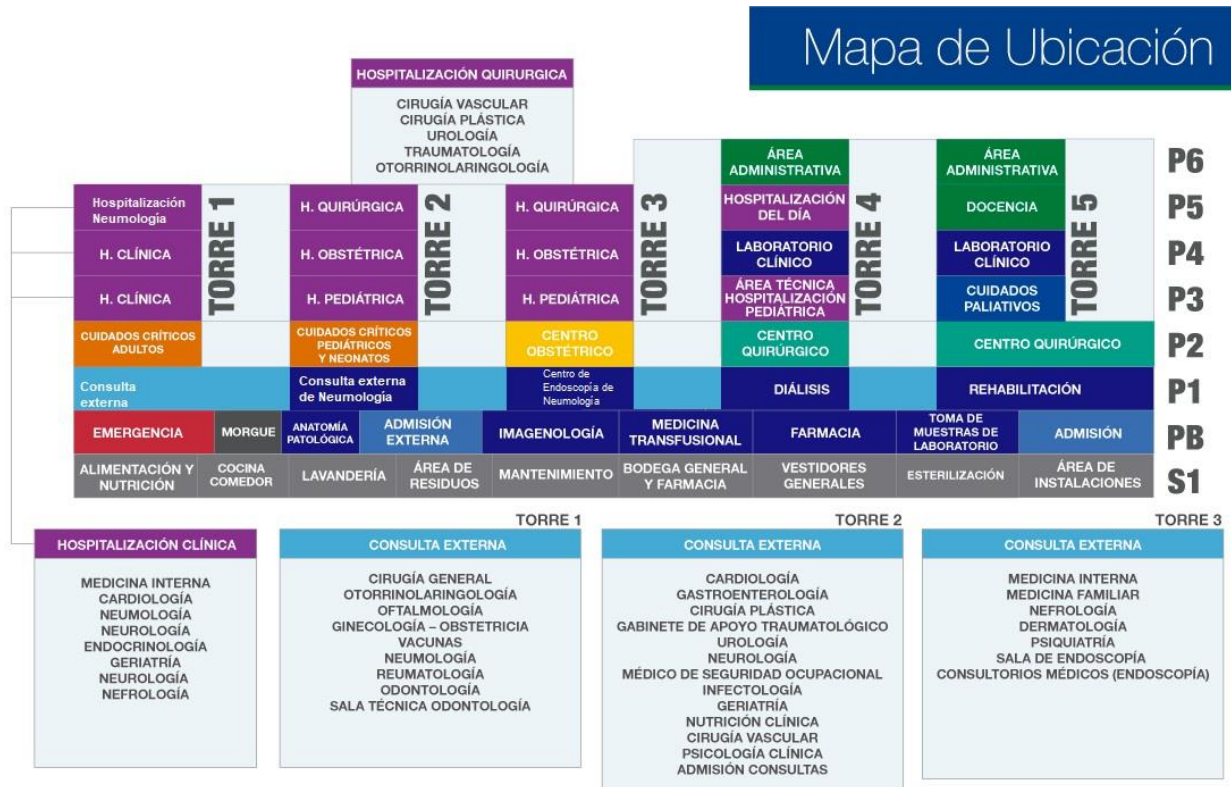 Mapa de Ubicación
HOSPITALIZACIÓN QUIRURGICA
CIRUGÍA VASCULAR
CIRUGÍA PLÁSTICA
UROLOGÍA
TRAUMATOLOGÍA
OTORRINOLARINGOLOGÍA
ÁREA
ADMINISTRATIVA
ÁREA
ADMINISTRATIVA
P6
Hospitalización
Neumología
TORRE 1
H. QUIRÚRGICA
TORRE 2
H. QUIRÚRGICA
TORRE 3
HOSPITALIZACIÓN
DEL DÍA
TORRE 4
DOCENCIA
TORRE 5
P5
H. CLÍNICA
H. OBSTÉTRICA
H. OBSTÉTRICA
LABORATORIO
CLÍNICO
LABORATORIO
CLÍNICO
P4
H. CLÍNICA
H. PEDIÁTRICA
H. PEDIÁTRICA
ÁREA TÉCNICA
HOSPITALIZACIÓN
PEDIÁTRICA
CUIDADOS
PALIATIVOS
P3
CUIDADOS CRÍTICOS
ADULTOS
CUIDADOS CRÍTICOS
PEDIÁTRICOS
Y NEONATOS
CENTRO
OBSTÉTRICO
CENTRO
QUIRÚRGICO
CENTRO QUIRÚRGICO
P2
Consulta
externa
Consulta externa
de Neumología
Centro de
Endoscopía de
Neumología
DIÁLISIS
REHABILITACIÓN
P1
EMERGENCIA
MORGUE
ANATOMÍA
PATOLÓGICA
ADMISIÓN
EXTERNA
IMAGENOLOGÍA
MEDICINA
TRANSFUSIONAL
FARMACIA
TOMA DE
MUESTRAS DE
LABORATORIO
ADMISIÓN
PB
ALIMENTACIÓN Y
NUTRICIÓN
COCINA
COMEDOR
LAVANDERÍA
ÁREA DE
RESIDUOS
MANTENIMIENTO
BODEGA GENERAL
Y FARMACIA
VESTIDORES
GENERALES
ESTERILIZACIÓN
ÁREA DE
INSTALACIONES
S1
HOSPITALIZACIÓN CLÍNICA
MEDICINA INTERNA
CARDIOLOGÍA
NEUMOLOGÍA
NEUROLOGÍA
ENDOCRINOLOGÍA
GERIATRÍA
NEUROLOGÍA
NEFROLOGÍA
TORRE 1
CONSULTA EXTERNA
CIRUGÍA GENERAL
OTORRINOLARINGOLOGÍA
OFTALMOLOGÍA
GINECOLOGÍA – OBSTETRICIA
VACUNAS
NEUMOLOGÍA
REUMATOLOGÍA
ODONTOLOGÍA
SALA TÉCNICA ODONTOLOGÍA
TORRE 2
CONSULTA EXTERNA
CARDIOLOGÍA
GASTROENTEROLOGÍA
CIRUGÍA PLÁSTICA
GABINETE DE APOYO TRAUMATOLÓGICO
UROLOGÍA
NEUROLOGÍA
MÉDICO DE SEGURIDAD OCUPACIONAL
INFECTOLOGÍA
GERIATRÍA
NUTRICIÓN CLÍNICA
CIRUGÍA VASCULAR
PSICOLOGÍA CLÍNICA
ADMISIÓN CONSULTAS
TORRE 3
CONSULTA EXTERNA
MEDICINA INTERNA
MEDICINA FAMILIAR
NEFROLOGÍA
DERMATOLOGÍA
PSIQUIATRÍA
SALA DE ENDOSCOPÍA
CONSULTORIOS MÉDICOS (ENDOSCOPÍA)